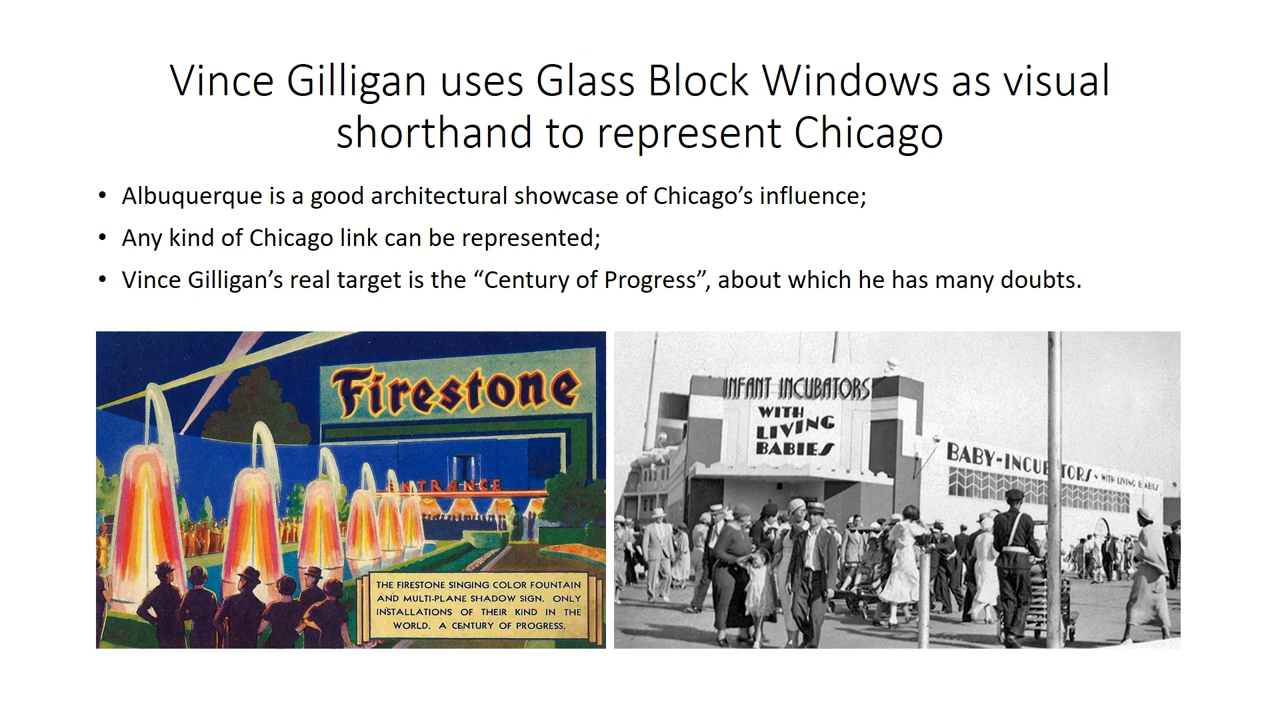 Vince Gilligan uses Glass Block Windows as visual
shorthand to represent Chicago
• Albuquerque is a good architectural showcase of Chicago’s influence;
• Any kind of Chicago link can be represented;
• Vince Gilligan’s real target is the “Century of Progress”, about which he has many doubts.
Firestone
ENTRANCE
THE FIRESTONE SINGING COLOR FOUNTAIN
AND MULTI-PLANE SHADOW SIGN. ONLY
INSTALLATIONS OF THEIR KIND IN THE
WORLD. A CENTURY OF PROGRESS.
INFANT INCUBATORS
WITH
LIVING
BABIES
BABY-INCUBATORS - WITH LIVING BABIES